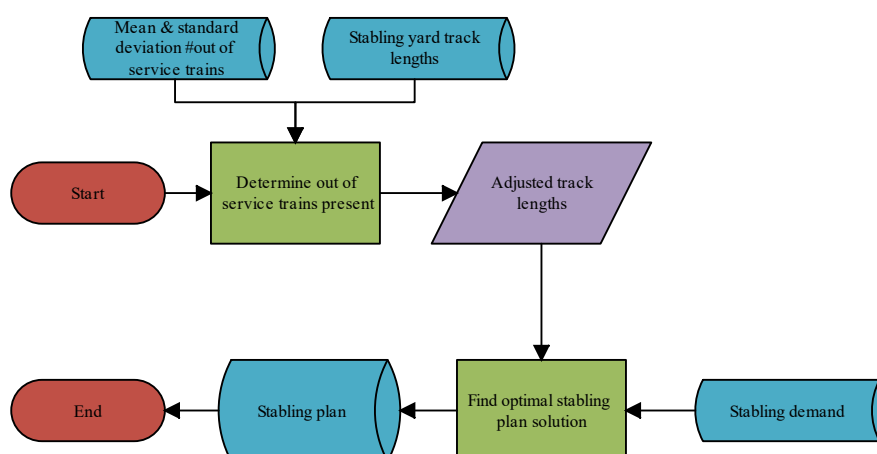 Mean & standard
deviation #out of
service trains
Stabling yard track
lengths
Start
Determine out of
service trains present
Adjusted track
lengths
End
Stabling plan
Find optimal stabling
plan solution
Stabling demand